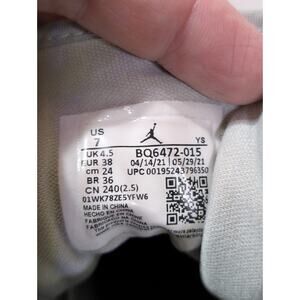 US
7
YS
UK 4.5
BQ6472-015
EUR 38
04/14/21
05/29/21
cm 24
UPC 00195243796350
BR 36
CN 240(2.5)
01WK78ZE5YFW6
MADE IN CHINA
HECHO EN CHINA
FABRIQUÉ EN CHINE